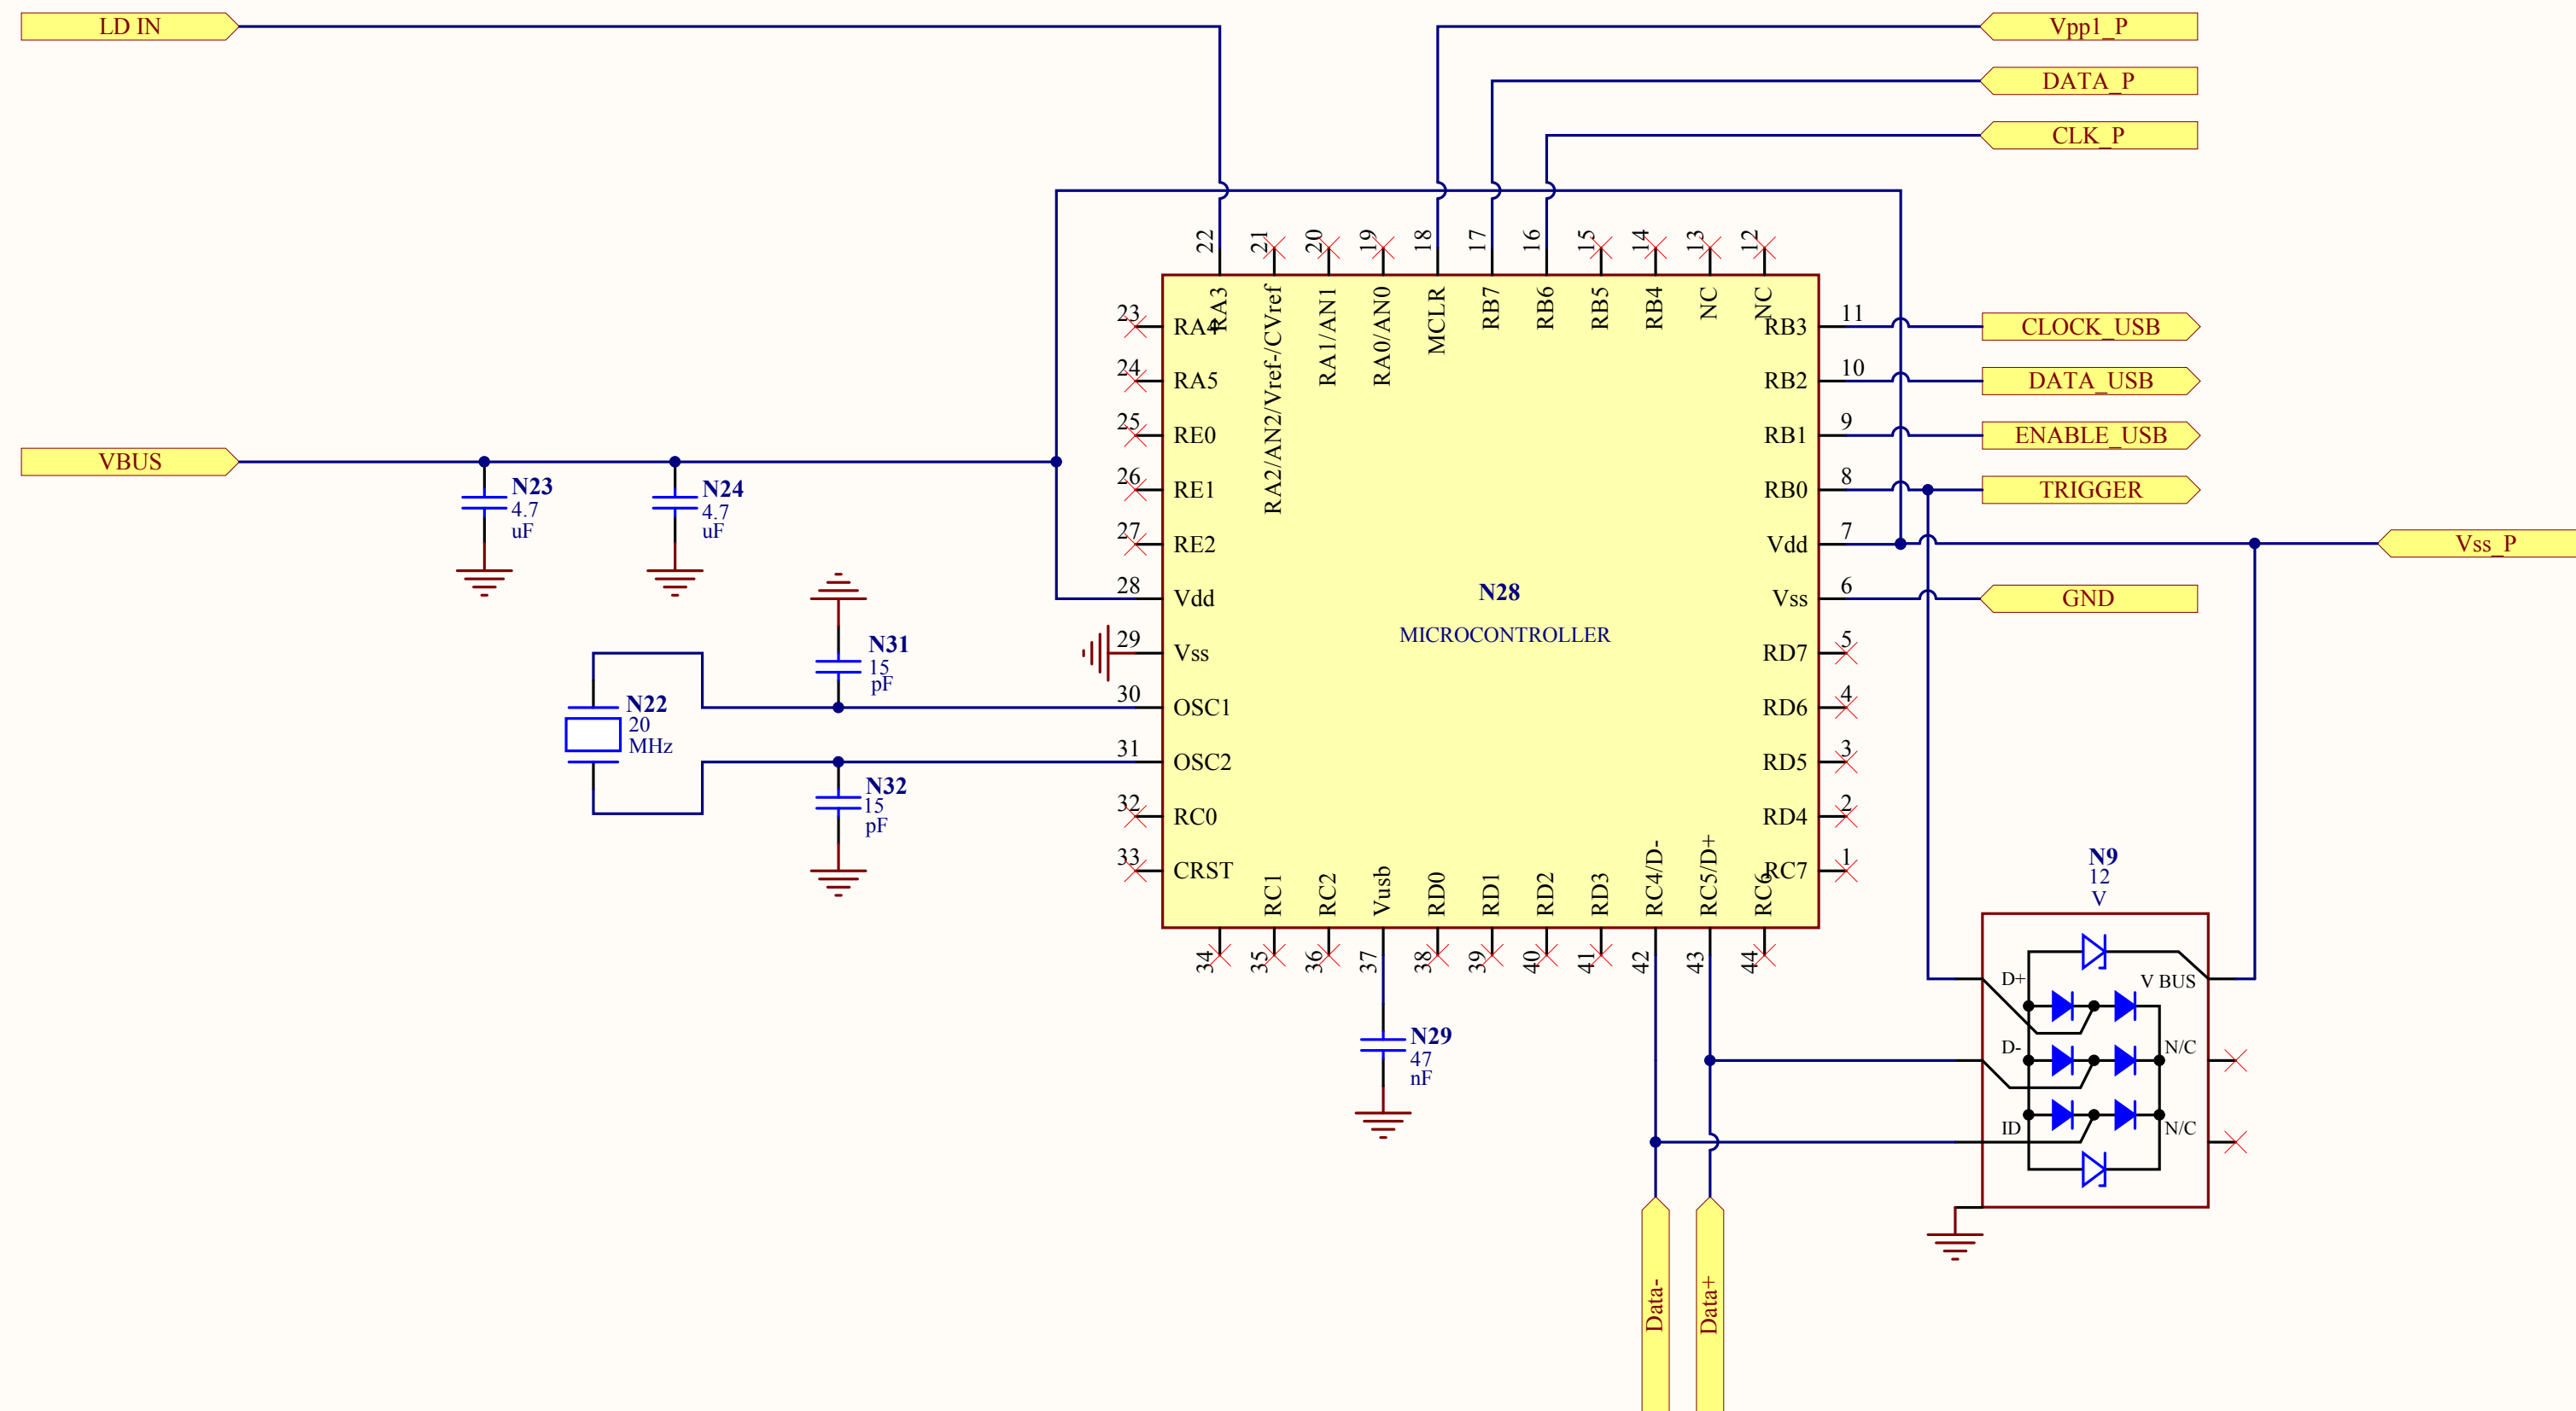 LD IN
Vpp1_P
DATA_P
CLK_P
22
21
20
19
18
17
16
15
14
13
12
RA3
RA2/AN2/Vref-/CVref
RA1/AN1
RA0/AN0
MCLR
RB7
RB6
RB5
RB4
NC
NC
23 RA4
RB3 11
CLOCK_USB
24 RA5
RB2 10
DATA_USB
25 RE0
RB1 9
ENABLE_USB
VBUS
26 RE1
RB0 8
TRIGGER
N23
4.7
uF
N24
4.7
uF
27 RE2
Vdd 7
Vss_P
28 Vdd
N28
MICROCONTROLLER
Vss 6
GND
29 Vss
RD7 5
N31
15
pF
30 OSC1
RD6 4
N22
20
MHz
31 OSC2
RD5 3
N32
15
pF
32 RC0
RD4 2
33 CRST
RC7 1
RC1
RC2
Vusb
RD0
RD1
RD2
RD3
RC4/D-
RC5/D+
RC6
34
35
36
37
38
39
40
41
42
43
44
N29
47
nF
N9
12
V
D+
V BUS
D-
N/C
ID
N/C
Data-
Data+